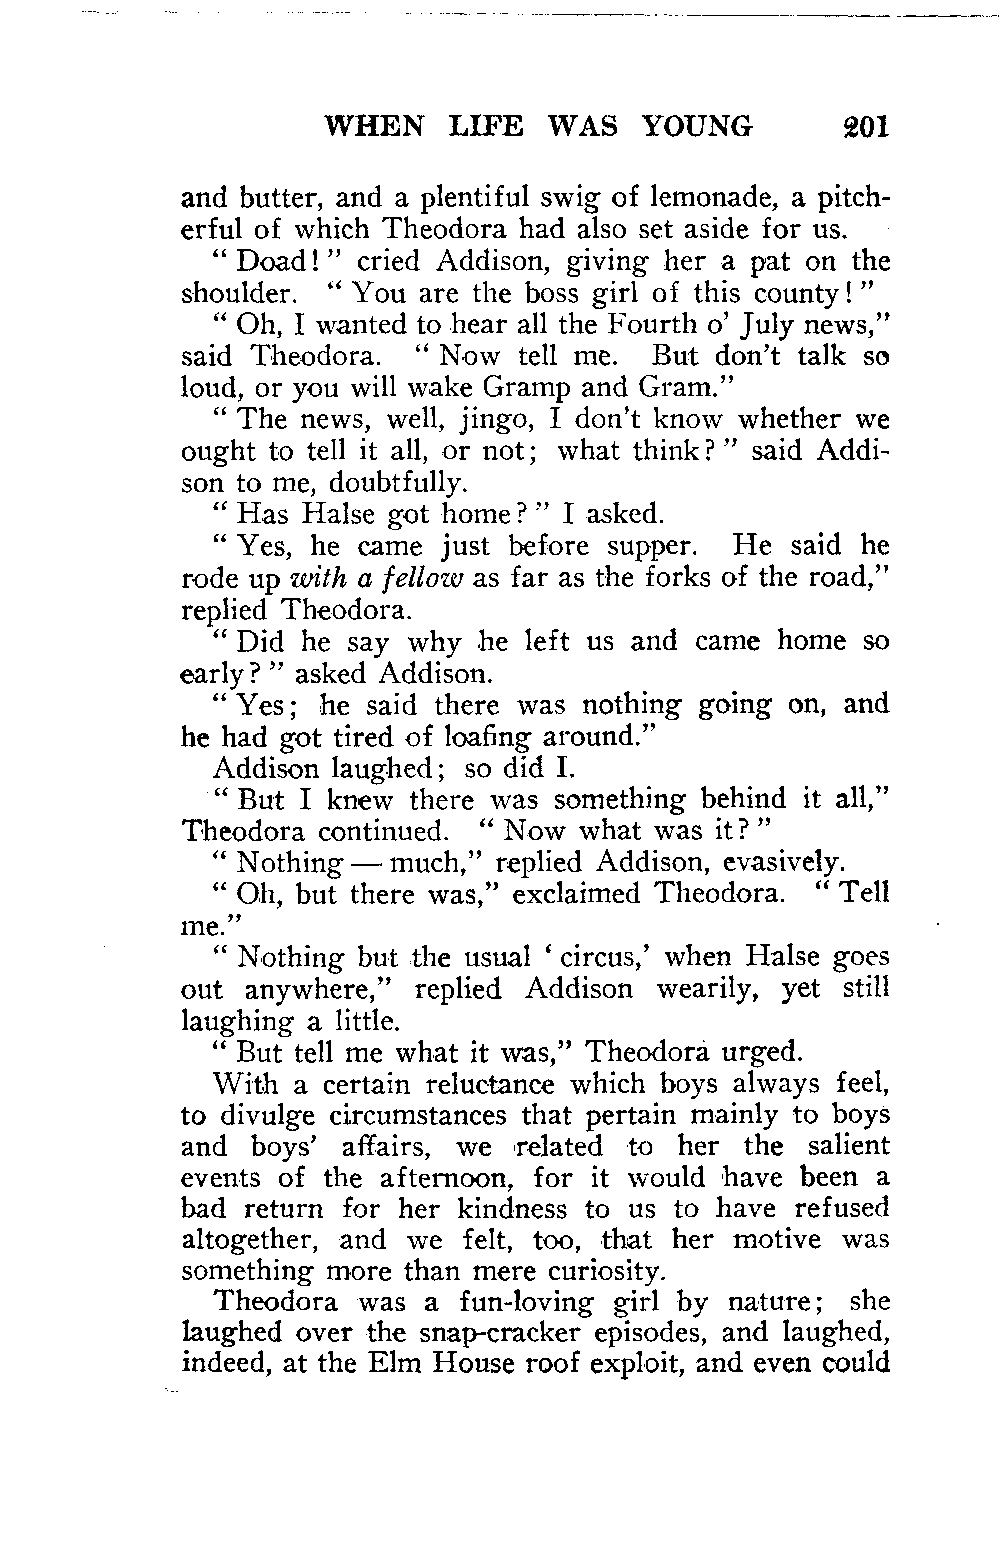 WHEN LIFE WAS YOUNG 201
and butter, and a plentiful swig of lemonade, a pitch-
erful of which Theodora had also set aside for us.
“ Doad! ” cried Addison, giving her a pat on the
shoulder. “ You are the boss girl of this county! ”
“ Oh, I wanted to hear all the Fourth o’ July news,”
said Theodora. “ Now tell me. But don’t talk so
loud, or you will wake Gramp and Gram.”
“ The news, well, jingo, I don’t know whether we
ought to tell it all, or not; what think? ” said Addi-
son to me, doubtfully.
“ Has Halse got home? ” I asked.
“ Yes, he came just before supper. He said he
rode up with a fellow as far as the forks of the road,”
replied Theodora.
“ Did he say why he left us and came home so
early? ” asked Addison.
“ Yes; he said there was nothing going on, and
he had got tired of loafing around.”
Addison laughed; so did I.
“ But I knew there was something behind it all,”
Theodora continued. “ Now what was it? ”
“ Nothing — much,” replied Addison, evasively.
“ Oh, but there was,” exclaimed Theodora. “ Tell
me.”
“ Nothing but the usual ‘ circus,’ when Halse goes
out anywhere,” replied Addison wearily, yet still
laughing a little.
“ But tell me what it was,” Theodora urged.
With a certain reluctance which boys always feel,
to divulge circumstances that pertain mainly to boys
and boys’ affairs, we related to her the salient
events of the afternoon, for it would have been a
bad return for her kindness to us to have refused
altogether, and we felt, too, that her motive was
something more than mere curiosity.
Theodora was a fun-loving girl by nature; she
laughed over the snap-cracker episodes, and laughed,
indeed, at the Elm House roof exploit, and even could